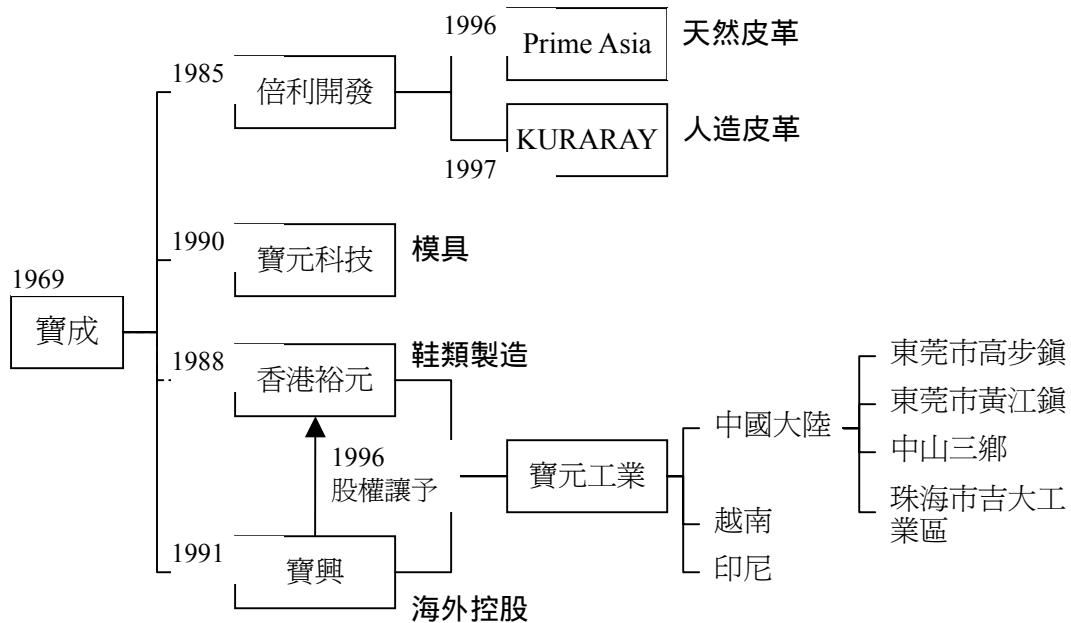 1996
Prime Asia
天然皮革
1985
倍利開發
KURARAY
人造皮革
1997
1990
寶元科技
模具
1969
寶成
1988
香港裕元
鞋類製造
1996
股權讓予
1991
寶興
海外控股
寶元工業
中國大陸
越南
印尼
東莞市高步鎮
東莞市黃江鎮
中山三鄉
珠海市吉大工
業區